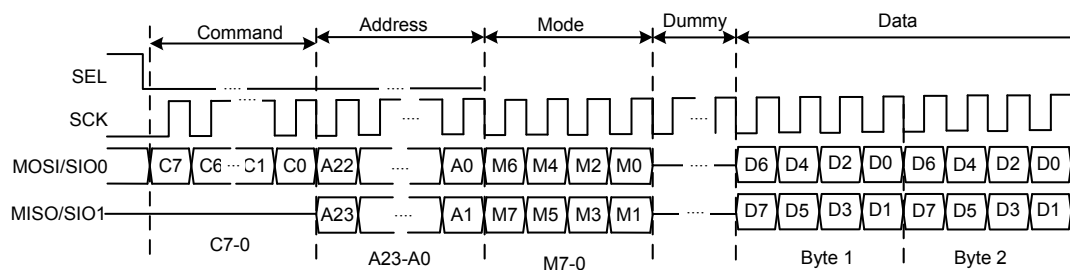 Command Address Mode Dummy Data
SEL
SCK
MOSI/SIO0 C7 C6 C1 C0 A22 A0 M6 M4 M2 M0 D6 D4 D2 D0 D6 D4 D2 D0
MISO/SIO1 A23 A1 M7 M5 M3 M1 D7 D5 D3 D1 D7 D5 D3 D1
C7-0 A23-A0 M7-0 Byte 1 Byte 2